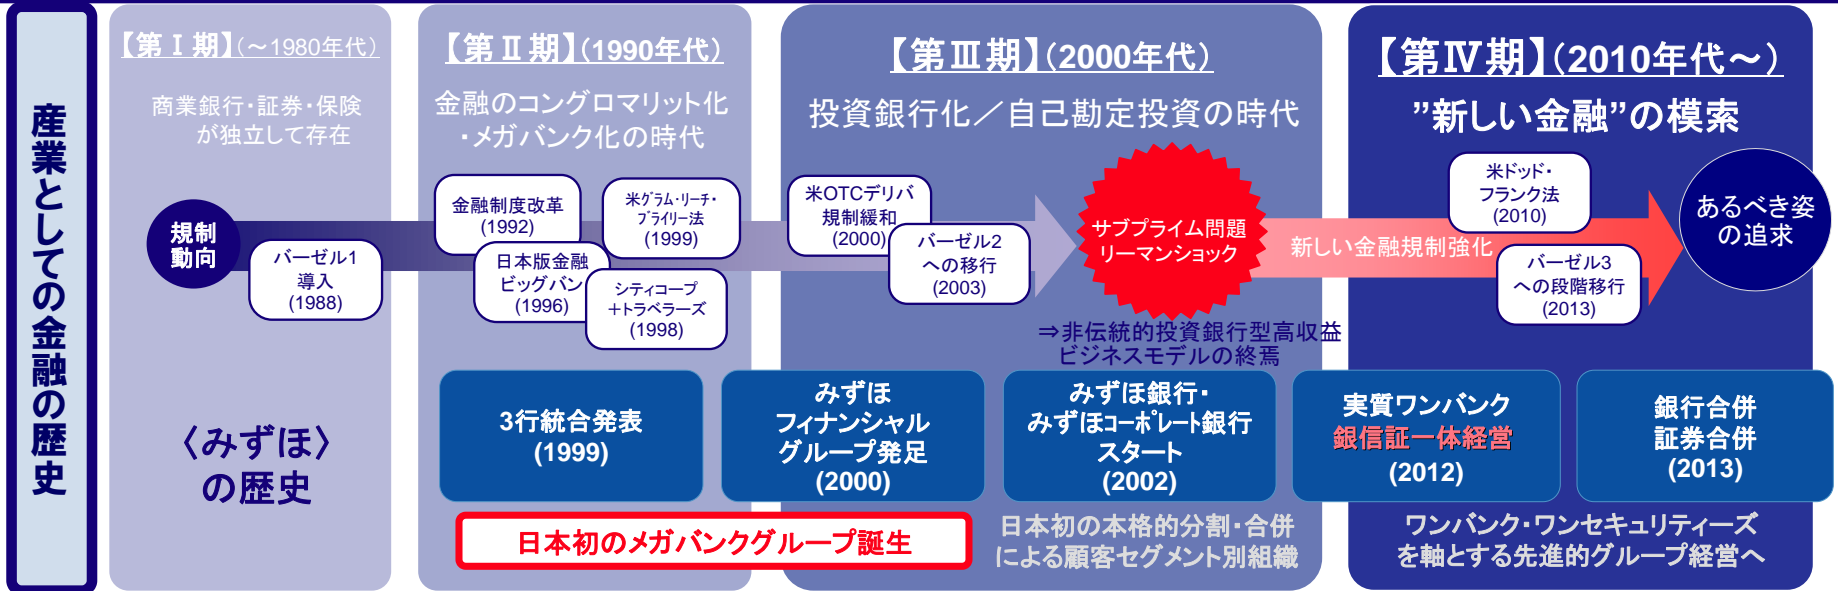 産業としての金融の歴史
【第Ⅰ期】(～1980年代)
商業銀行・証券・保険
が独立して存在
【第Ⅱ期】(1990年代)
金融のコングロマリット化
・メガバンク化の時代
【第Ⅲ期】(2000年代)
投資銀行化／自己勘定投資の時代
【第Ⅳ期】(2010年代～)
”新しい金融”の模索
規制
動向
バーゼル1
導入
(1988)
金融制度改革
(1992)
日本版金融
ビッグバン
(1996)
米グラム・リーチ・
ブライリー法
(1999)
シティコープ
＋トラベラーズ
(1998)
米OTCデリバ
規制緩和
(2000)
バーゼル2
への移行
(2003)
サブプライム問題
リーマンショック
⇒非伝統的投資銀行型高収益
ビジネスモデルの終焉
新しい金融規制強化
米ドッド・
フランク法
(2010)
バーゼル3
への段階移行
(2013)
あるべき姿
の追求
〈みずほ〉
の歴史
3行統合発表
(1999)
みずほ
フィナンシャル
グループ発足
(2000)
みずほ銀行・
みずほコーポレート銀行
スタート
(2002)
実質ワンバンク
銀信証一体経営
(2012)
銀行合併
証券合併
(2013)
日本初のメガバンクグループ誕生
日本初の本格的分割・合併
による顧客セグメント別組織
ワンバンク・ワンセキュリティーズ
を軸とする先進的グループ経営へ